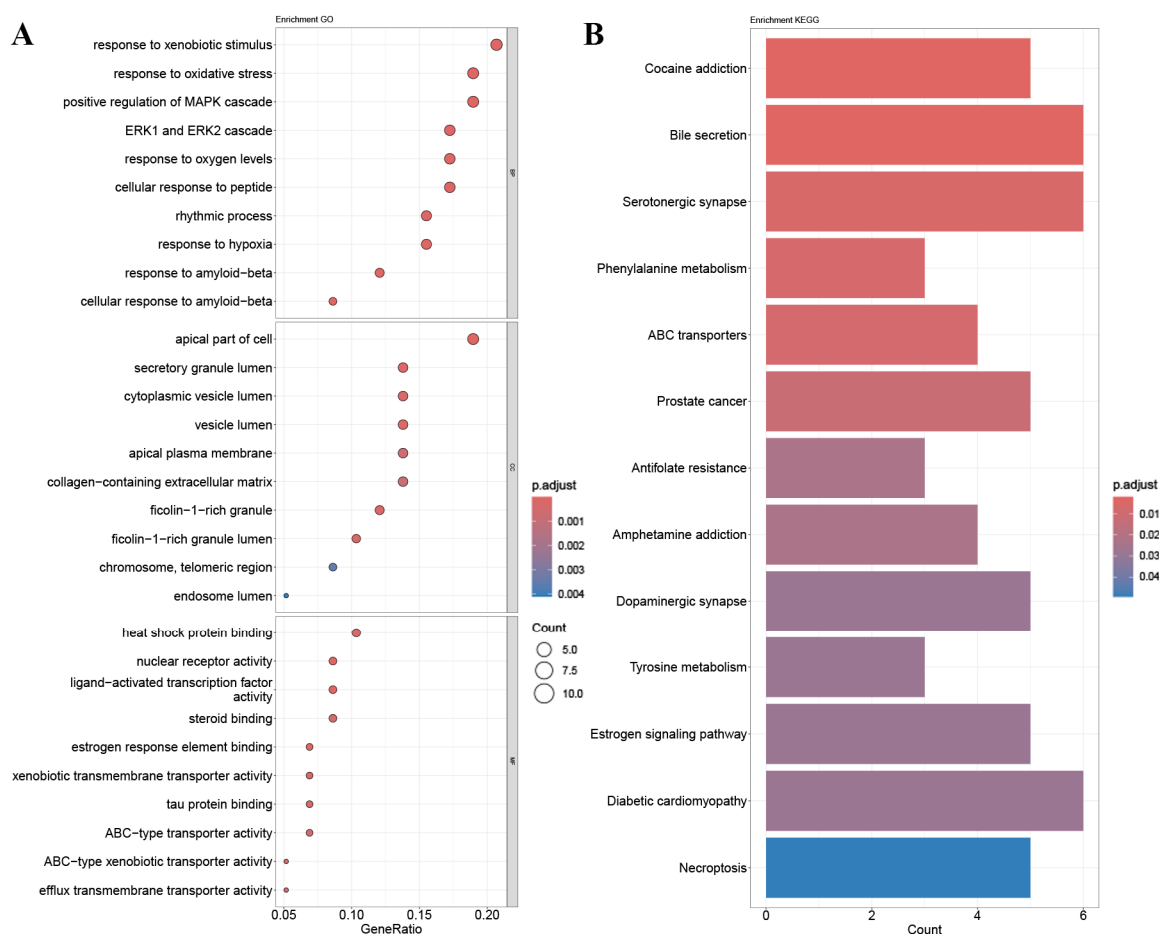 A
Enrichment GO
response to xenobiotic stimulus
response to oxidative stress
positive regulation of MAPK cascade
ERK1 and ERK2 cascade
response to oxygen levels
cellular response to peptide
rhythmic process
response to hypoxia
response to amyloid−beta
cellular response to amyloid−beta
BP
apical part of cell
secretory granule lumen
cytoplasmic vesicle lumen
vesicle lumen
apical plasma membrane
collagen−containing extracellular matrix
ficolin−1−rich granule
ficolin−1−rich granule lumen
chromosome, telomeric region
endosome lumen
CC
heat shock protein binding
nuclear receptor activity
ligand−activated transcription factor
activity
steroid binding
estrogen response element binding
xenobiotic transmembrane transporter activity
tau protein binding
ABC−type transporter activity
ABC−type xenobiotic transporter activity
efflux transmembrane transporter activity
MF
0.05
0.10
0.15
0.20
GeneRatio
p.adjust
0.001
0.002
0.003
0.004
Count
5.0
7.5
10.0
B
Enrichment KEGG
Cocaine addiction
Bile secretion
Serotonergic synapse
Phenylalanine metabolism
ABC transporters
Prostate cancer
Antifolate resistance
Amphetamine addiction
Dopaminergic synapse
Tyrosine metabolism
Estrogen signaling pathway
Diabetic cardiomyopathy
Necroptosis
0
2
4
6
Count
p.adjust
0.01
0.02
0.03
0.04